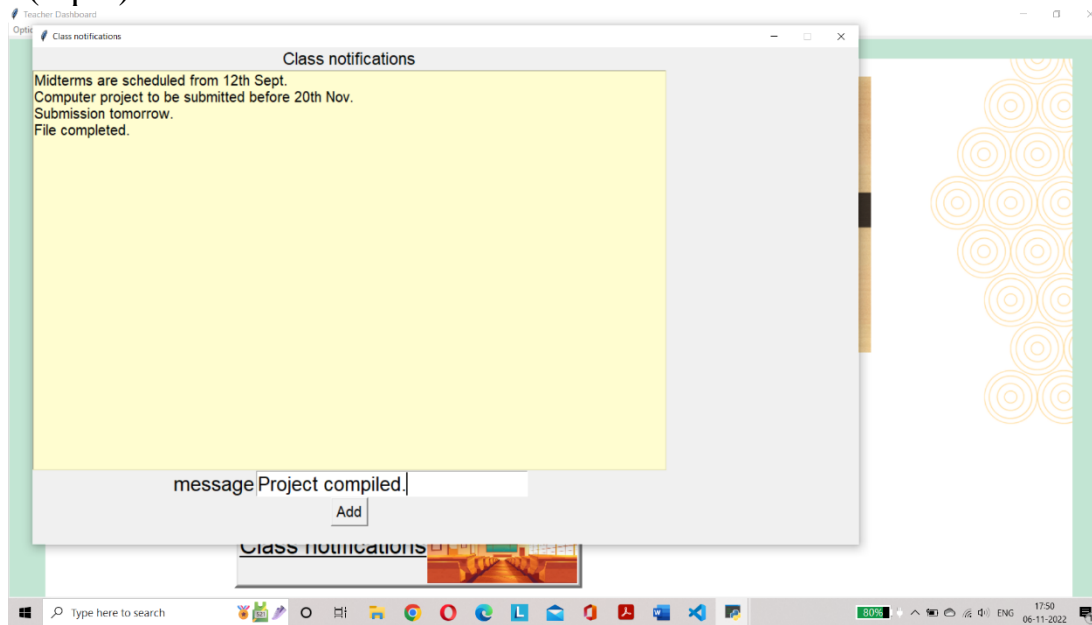 Teacher Dashboard
Class notifications
Class notifications
Midterms are scheduled from 12th Sept.
Computer project to be submitted before 20th Nov.
Submission tomorrow.
File completed.
message Project compiled.
Add
Class notifications
Type here to search
80%
ENG
17:50
06-11-2022